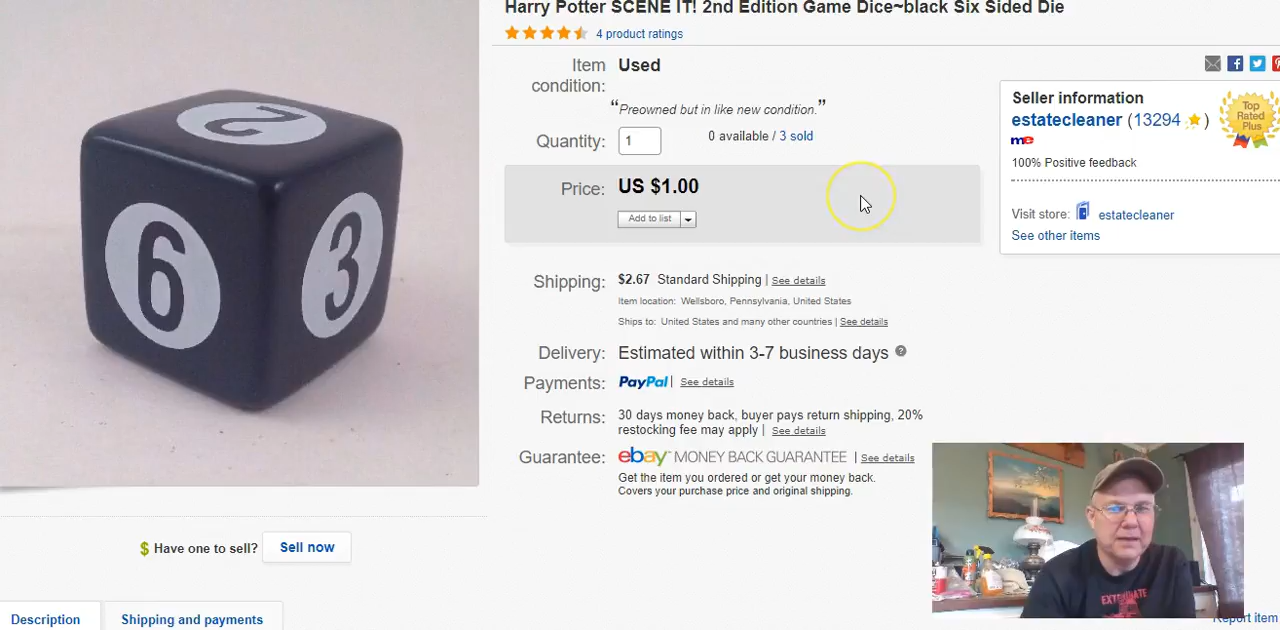 Harry Potter SCENE IT! 2nd Edition Game Dice~black Six Sided Die
4 product ratings
Item condition: Used
"Preowned but in like new condition."
Quantity: 1 0 available / 3 sold
Price: US $1.00
Add to list
Shipping: $2.67 Standard Shipping | See details
Item location: Wellsboro, Pennsylvania, United States
Ships to: United States and many other countries | See details
Delivery: Estimated within 3-7 business days ?
Payments: PayPal | See details
Returns: 30 days money back, buyer pays return shipping, 20%
restocking fee may apply | See details
Guarantee: ebay MONEY BACK GUARANTEE | See details
Get the item you ordered or get your money back.
Covers your purchase price and original shipping.
Seller information
estatecleaner (13294 )
me
100% Positive feedback
Top
Rated
Plus
Visit store: estatecleaner
See other items
2
6
3
$ Have one to sell? Sell now
Description
Shipping and payments
EXTERMINATE
Report item